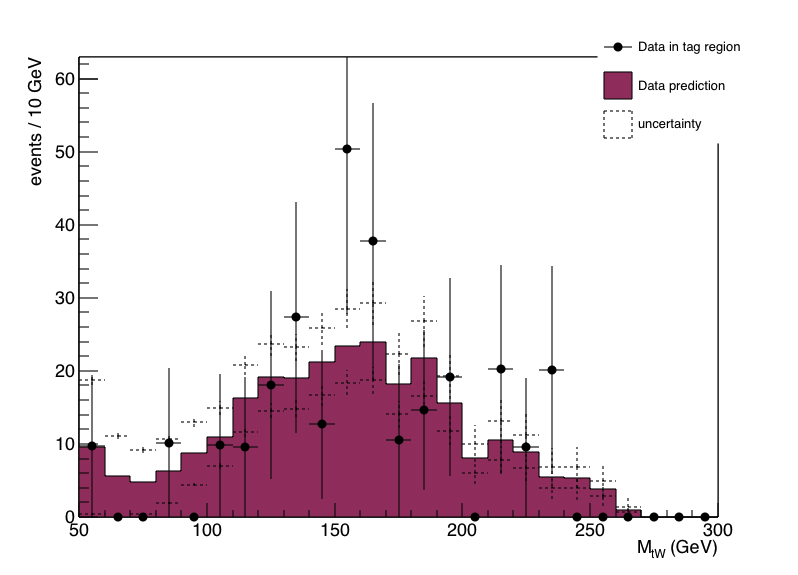 Data in tag region
Data prediction
uncertainty
events / 10 GeV
60
50
40
30
20
10
0
50 100 150 200 250 300
M_tW (GeV)